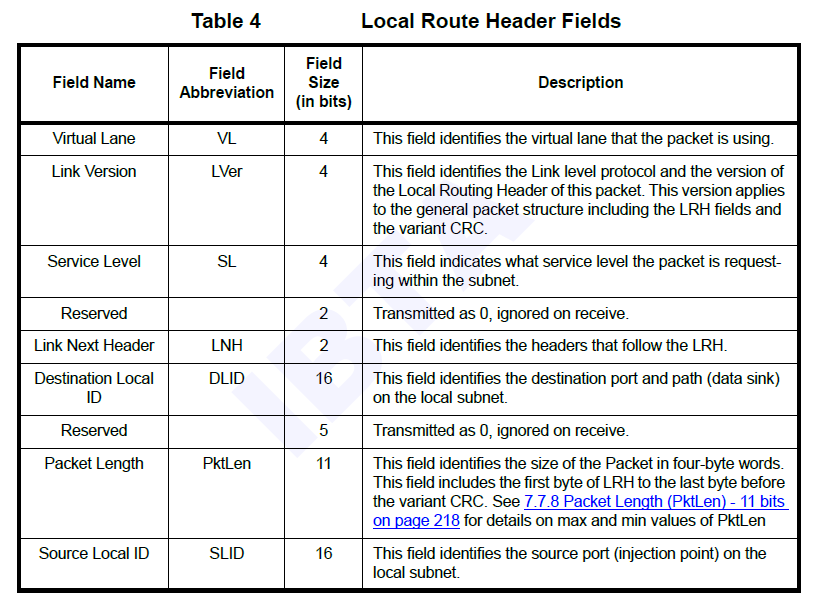 Table 4 Local Route Header Fields
Field Name
Field
Abbreviation
Field
Size
(in bits)
Description
Virtual Lane VL 4 This field identifies the virtual lane that the packet is using.
Link Version LVer 4 This field identifies the Link level protocol and the version
of the Local Routing Header of this packet. This version applies
to the general packet structure including the LRH fields and
the variant CRC.
Service Level SL 4 This field indicates what service level the packet is request-
ing within the subnet.
Reserved 2 Transmitted as 0, ignored on receive.
Link Next Header LNH 2 This field identifies the headers that follow the LRH.
Destination Local
ID
DLID 16 This field identifies the destination port and path (data sink)
on the local subnet.
Reserved 5 Transmitted as 0, ignored on receive.
Packet Length PktLen 11 This field identifies the size of the Packet in four-byte words.
This field includes the first byte of LRH to the last byte before
the variant CRC. See 7.7.8 Packet Length (PktLen) - 11 bits
on page 218 for details on max and min values of PktLen
Source Local ID SLID 16 This field identifies the source port (injection point) on the
local subnet.
IBTA